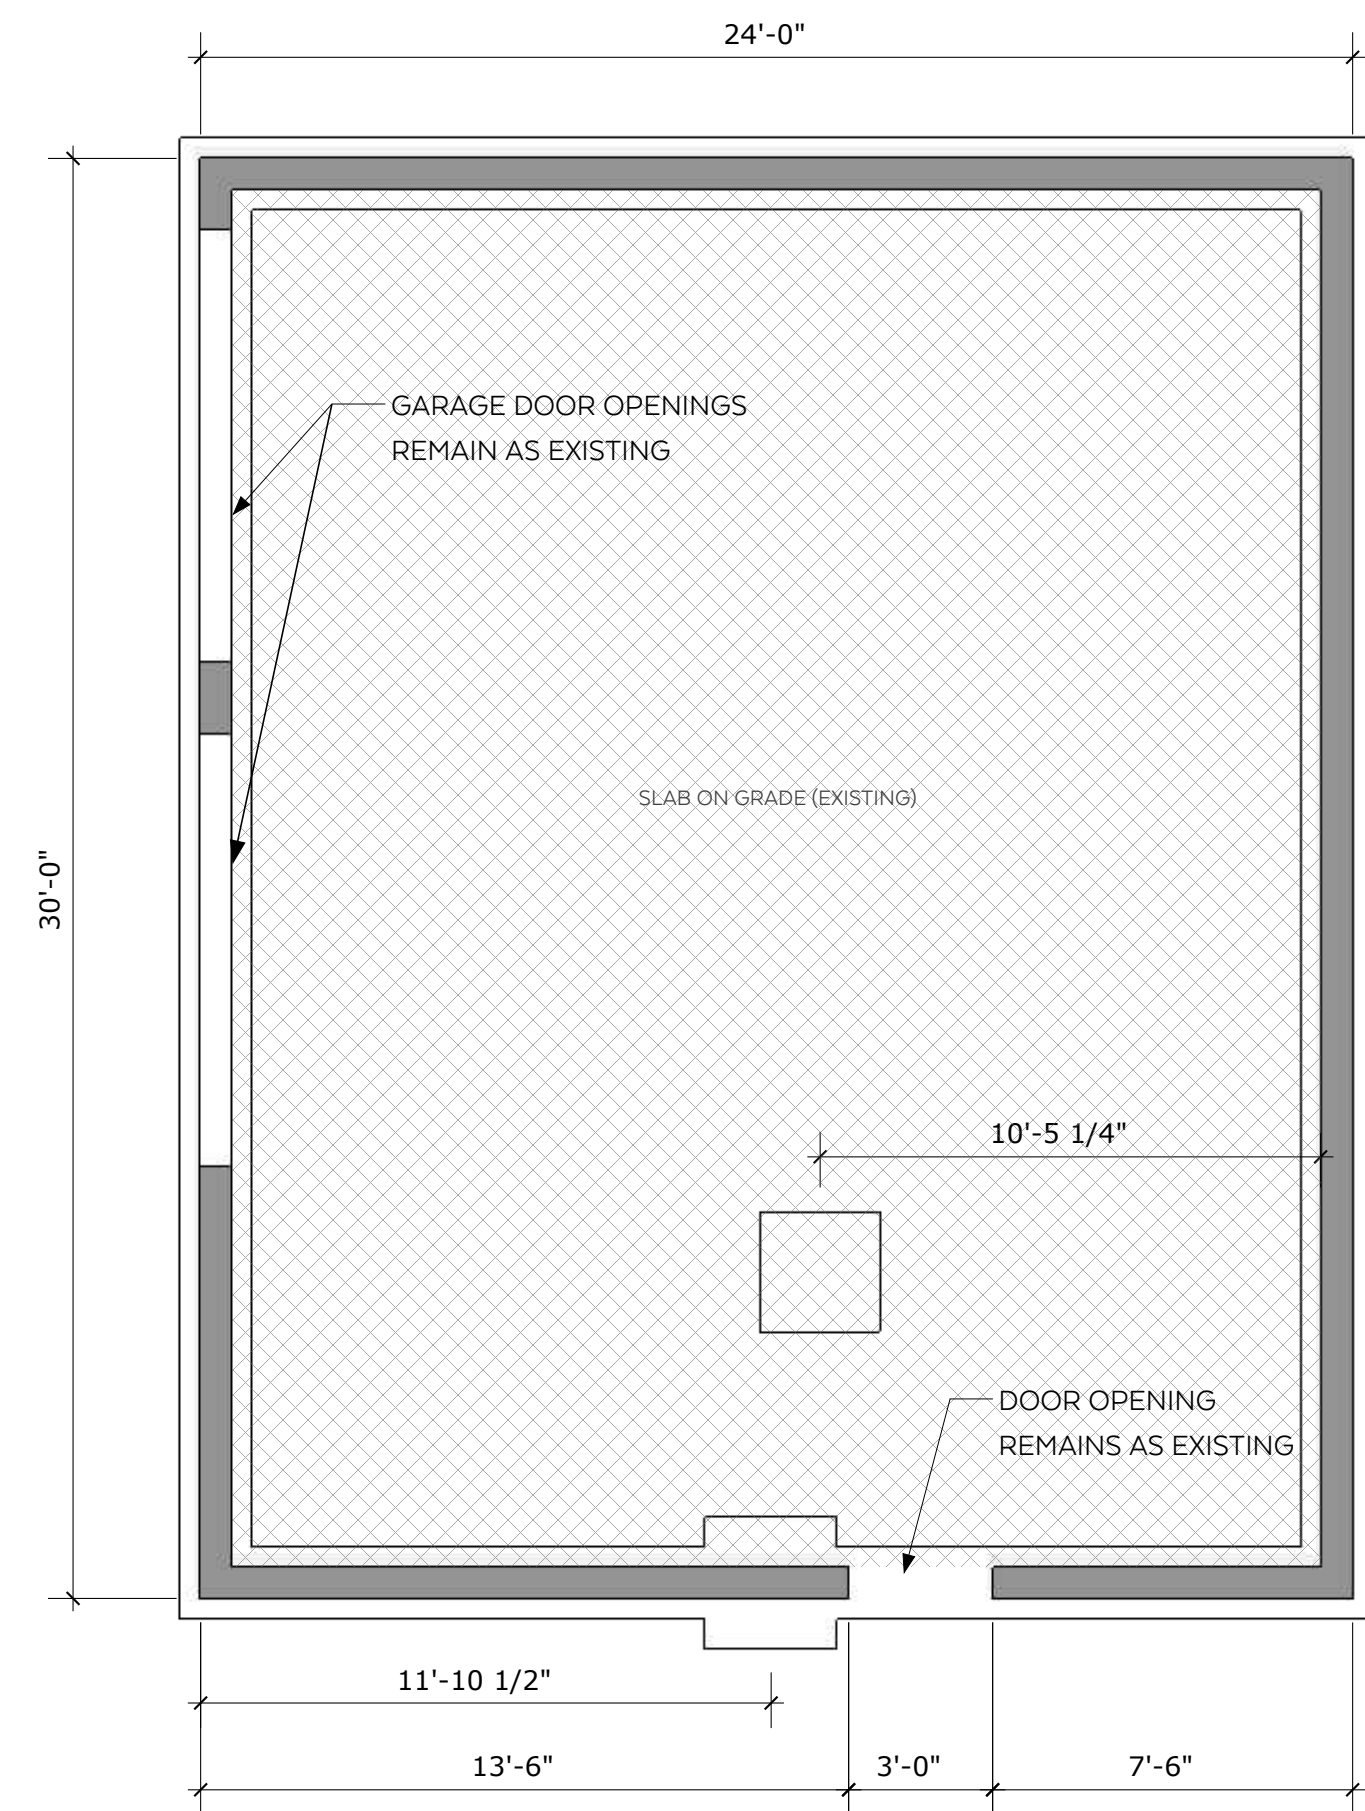 24'-0"
GARAGE DOOR OPENINGS
REMAIN AS EXISTING
SLAB ON GRADE (EXISTING)
30'-0"
10'-5 1/4"
DOOR OPENING
REMAINS AS EXISTING
11'-10 1/2"
13'-6"
3'-0"
7'-6"